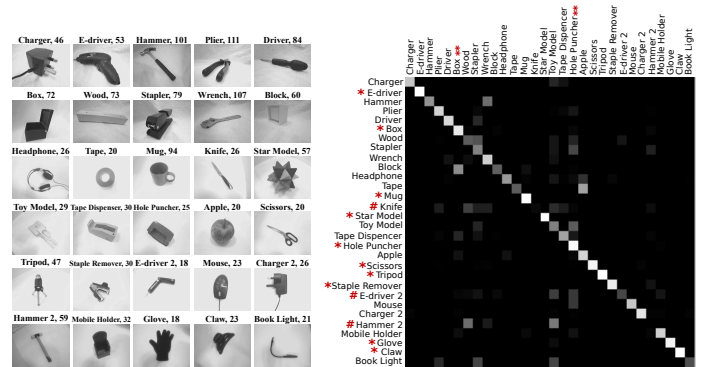 Charger, 46 E-driver, 53 Hammer, 101 Plier, 111 Driver, 84
Box, 72 Wood, 73 Stapler, 79 Wrench, 107 Block, 60
Headphone, 26 Tape, 20 Mug, 94 Knife, 26 Star Model, 57
Toy Model, 29 Tape Dispenser, 30 Hole Puncher, 25 Apple, 20 Scissors, 20
Tripod, 47 Staple Remover, 30 E-driver 2, 18 Mouse, 23 Charger 2, 26
Hammer 2, 59 Mobile Holder, 32 Glove, 18 Claw, 23 Book Light, 21
Charger
E-driver
Hammer
Plier
Driver
Box **
Wood
Stapler
Wrench
Block
Headphone
Tape
Mug
Knife
Star Model
Toy Model
Tape Dispencer
Hole Puncher**
Apple
Scissors
Tripod
Staple Remover
E-driver 2
Mouse
Charger 2
Hammer 2
Mobile Holder
Glove
Claw
Book Light
Charger
* E-driver
Hammer
Plier
Driver
* Box
Wood
Stapler
Wrench
Block
Headphone
Tape
* Mug
# Knife
* Star Model
Toy Model
Tape Dispencer
* Hole Puncher
Apple
* Scissors
* Tripod
* Staple Remover
# E-driver 2
Mouse
Charger 2
# Hammer 2
Mobile Holder
* Glove
* Claw
Book Light